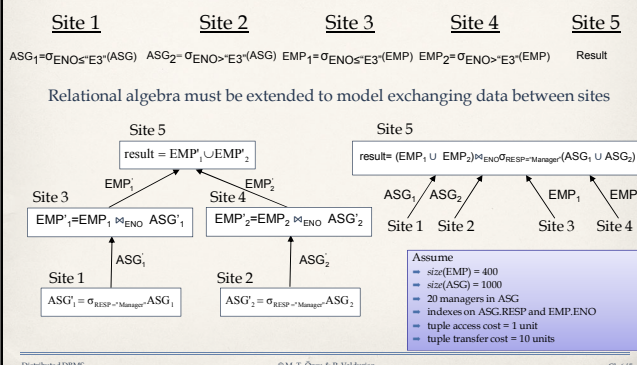 Site 1 Site 2 Site 3 Site 4 Site 5
ASG₁=σENO≤"E3"(ASG) ASG₂=σENO>"E3"(ASG) EMP₁=σENO≤"E3"(EMP) EMP₂=σENO>"E3"(EMP) Result
Relational algebra must be extended to model exchanging data between sites
Site 5
result = EMP'₁∪EMP'₂
EMP'₁ EMP'₂
Site 3 Site 4
EMP'₁=EMP₁ ⋈ENO ASG'₁ EMP'₂=EMP₂ ⋈ENO ASG'₂
ASG'₁ ASG'₂
Site 1 Site 2
ASG'₁ = σRESP="Manager"ASG₁ ASG'₂ = σRESP="Manager"ASG₂
Site 5
result= (EMP₁ ∪ EMP₂)⋈ENOσRESP="Manager"(ASG₁ ∪ ASG₂)
ASG₁ ASG₂ EMP₁ EMP
Site 1 Site 2 Site 3 Site 4
Assume
➡ size(EMP) = 400
➡ size(ASG) = 1000
➡ 20 managers in ASG
➡ indexes on ASG.RESP and EMP.ENO
➡ tuple access cost = 1 unit
➡ tuple transfer cost = 10 units